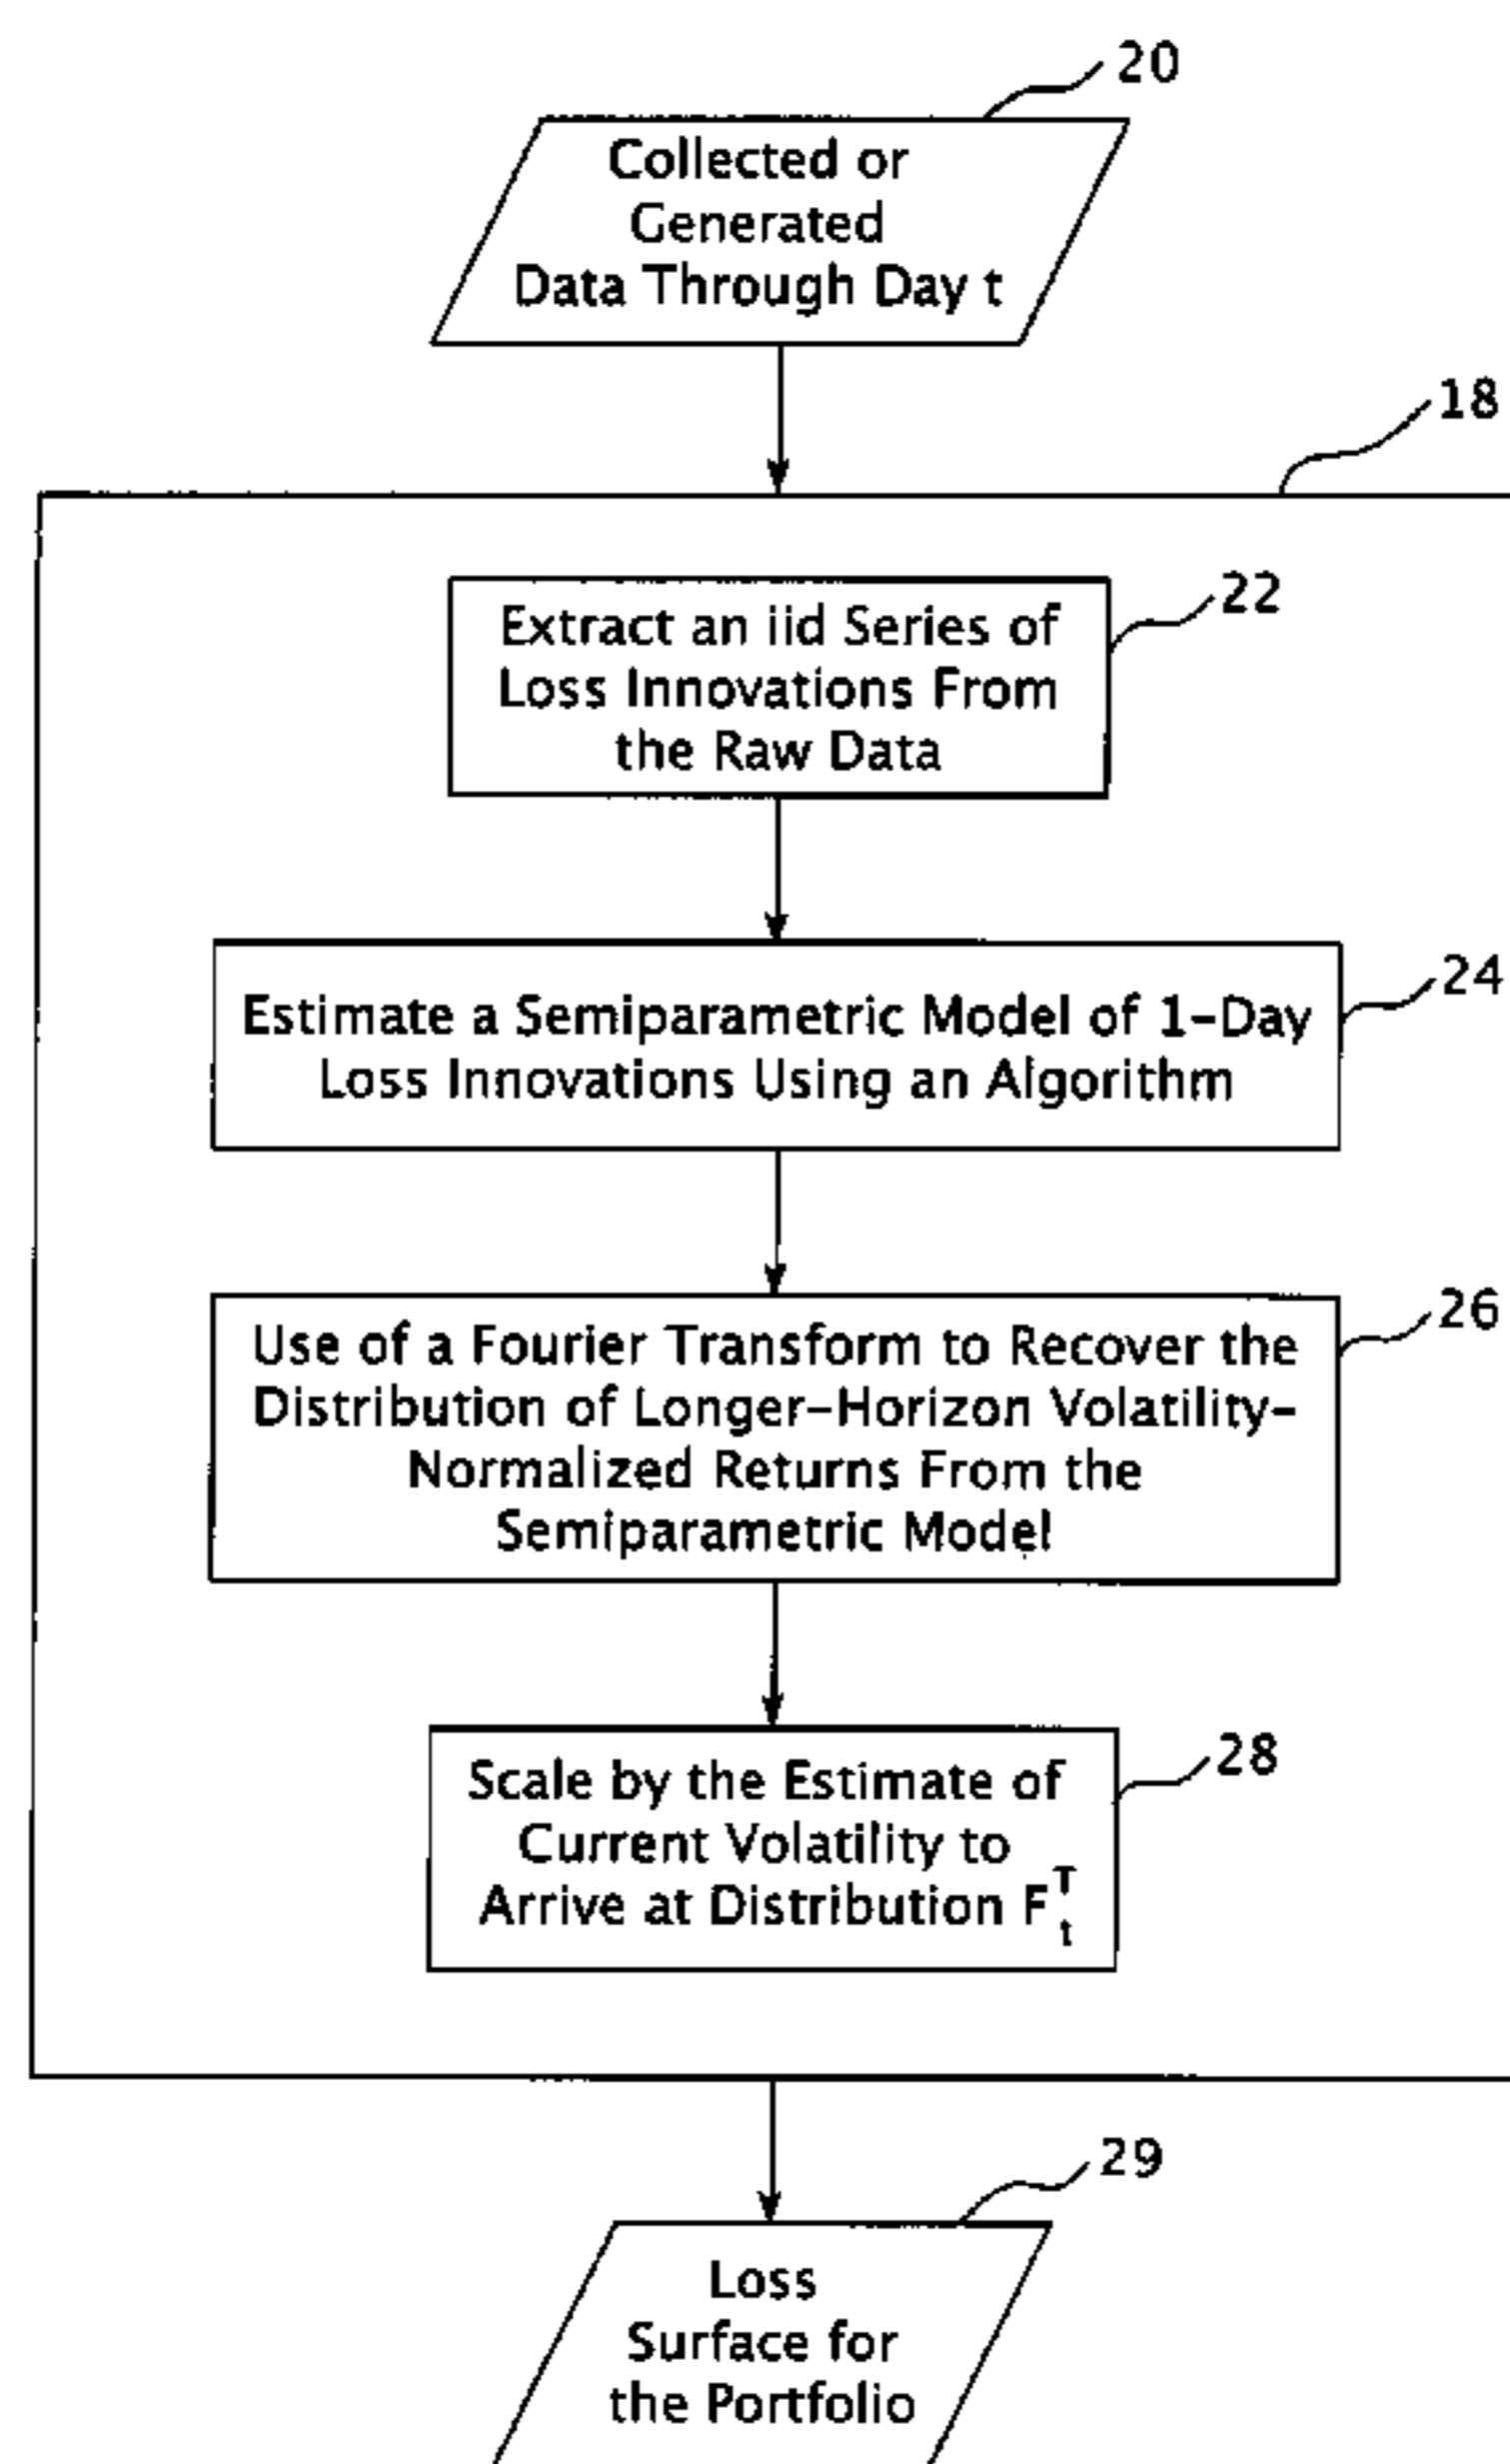 20
Collected or
Generated
Data Through Day t
18
22
Extract an iid Series of
Loss Innovations From
the Raw Data
24
Estimate a Semiparametric Model of 1-Day
Loss Innovations Using an Algorithm
26
Use of a Fourier Transform to Recover the
Distribution of Longer-Horizon Volatility-
Normalized Returns From the
Semiparametric Model
28
Scale by the Estimate of
Current Volatility to
Arrive at Distribution F_t^T
29
Loss
Surface for
the Portfolio